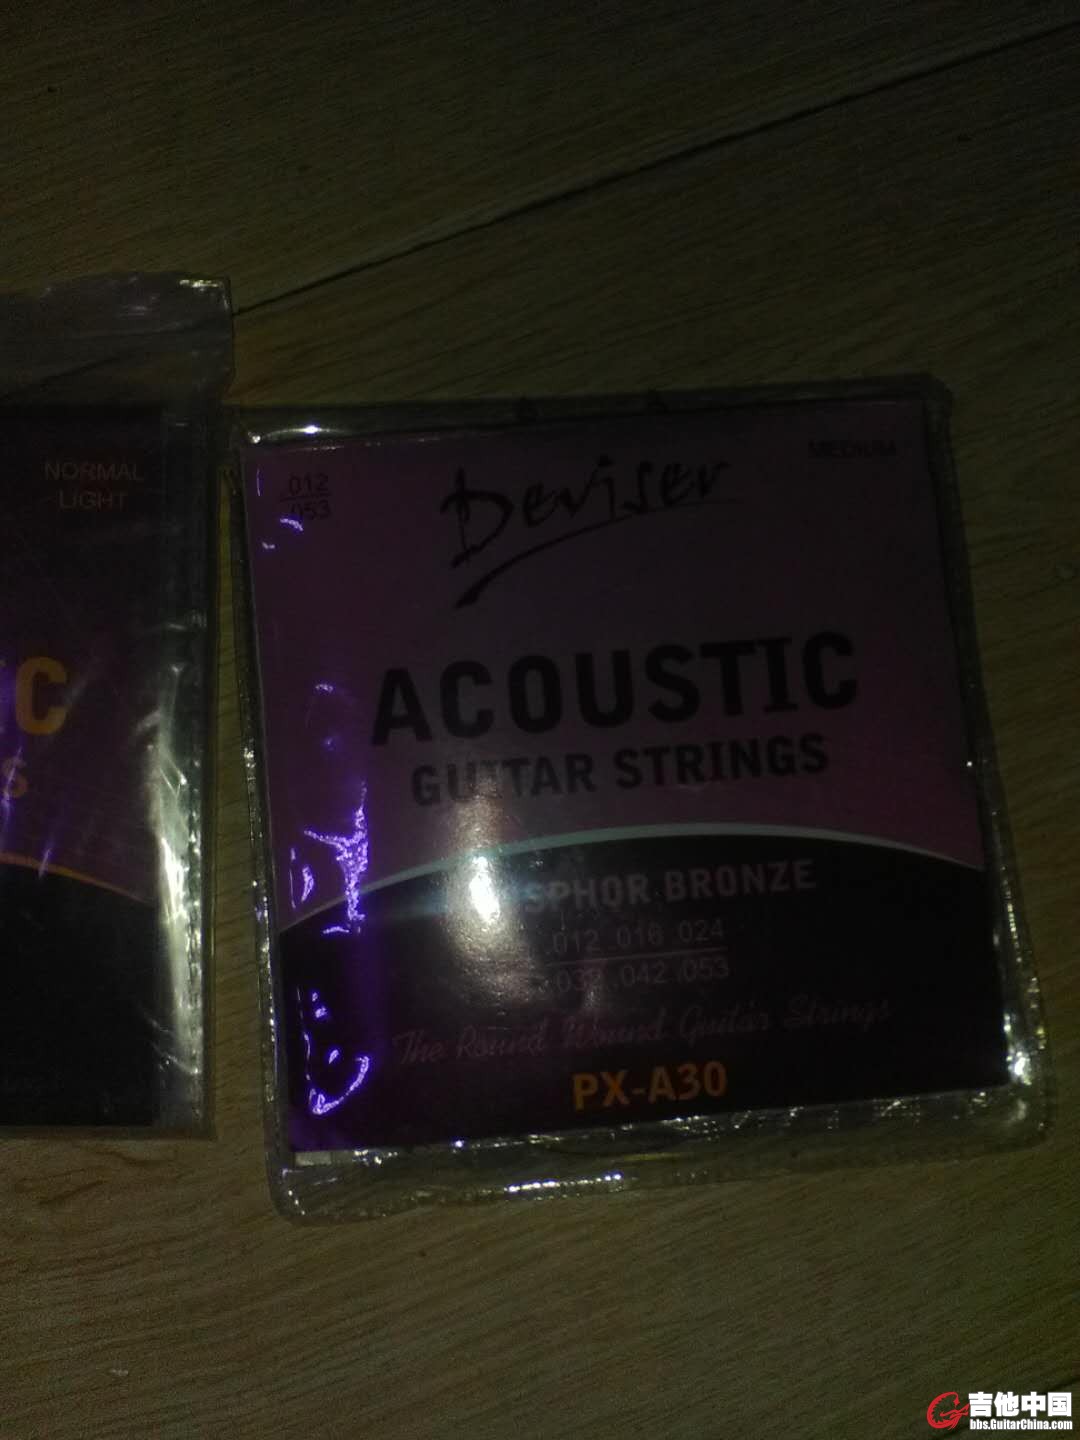 NORMAL
LIGHT
C
S
.012
.053
Deviser
MEDIUM
ACOUSTIC
GUITAR STRINGS
SPHOR BRONZE
.012 .016 .024
.042 .053
The Round Wound Guitar Strings
PX-A30
吉他中国
bbs.GuitarChina.com